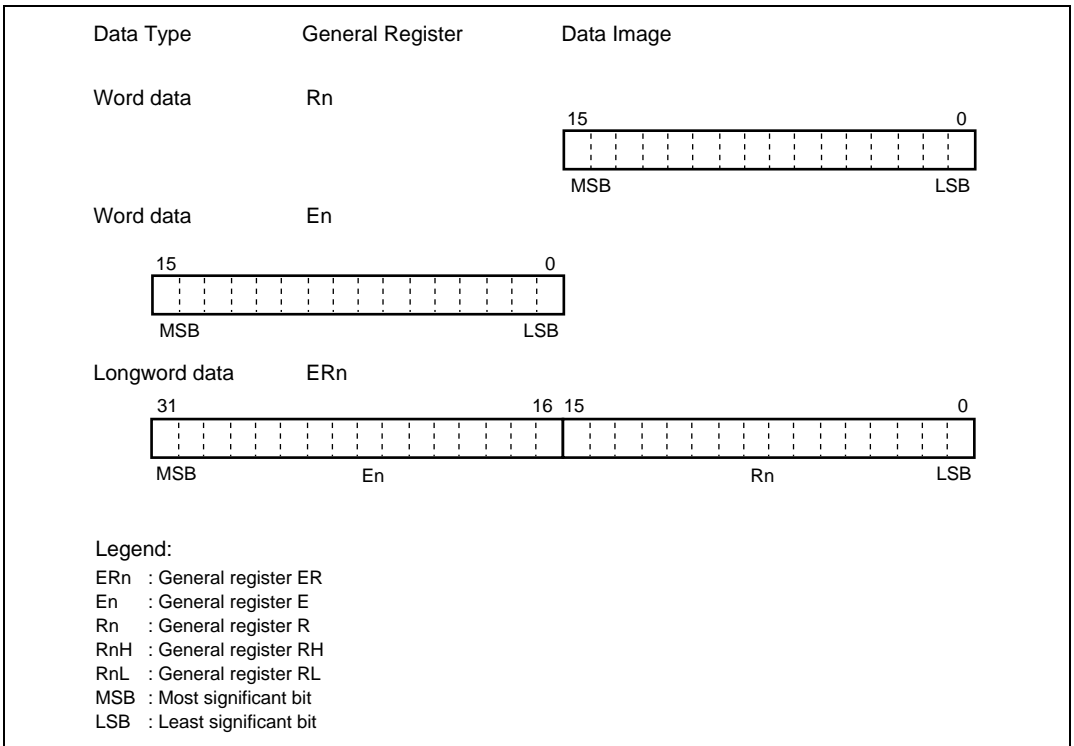 Data Type General Register Data Image
Word data Rn
15 0
MSB LSB
Word data En
15 0
MSB LSB
Longword data ERn
31 16 15 0
MSB En Rn LSB
Legend:
ERn : General register ER
En : General register E
Rn : General register R
RnH : General register RH
RnL : General register RL
MSB : Most significant bit
LSB : Least significant bit